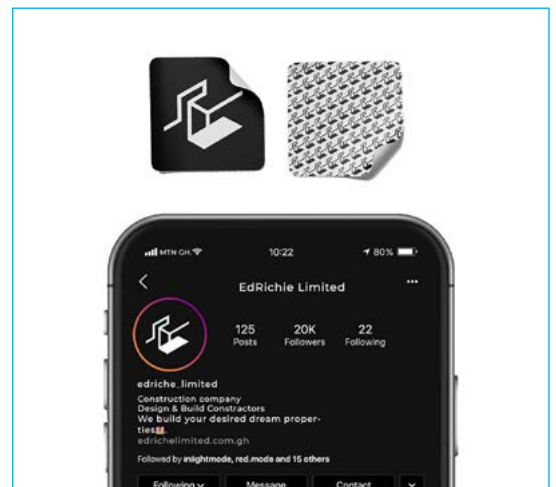 MTN GH. 10:22 80%
EdRichie Limited
125 20K 22
Posts Followers Following
edriche_limited
Construction company
Design & Build Constractors
We build your desired dream proper-
ties.
edrichelimited.com.gh
Followed by inlightmode, red.mode and 15 others
Following Message Contact